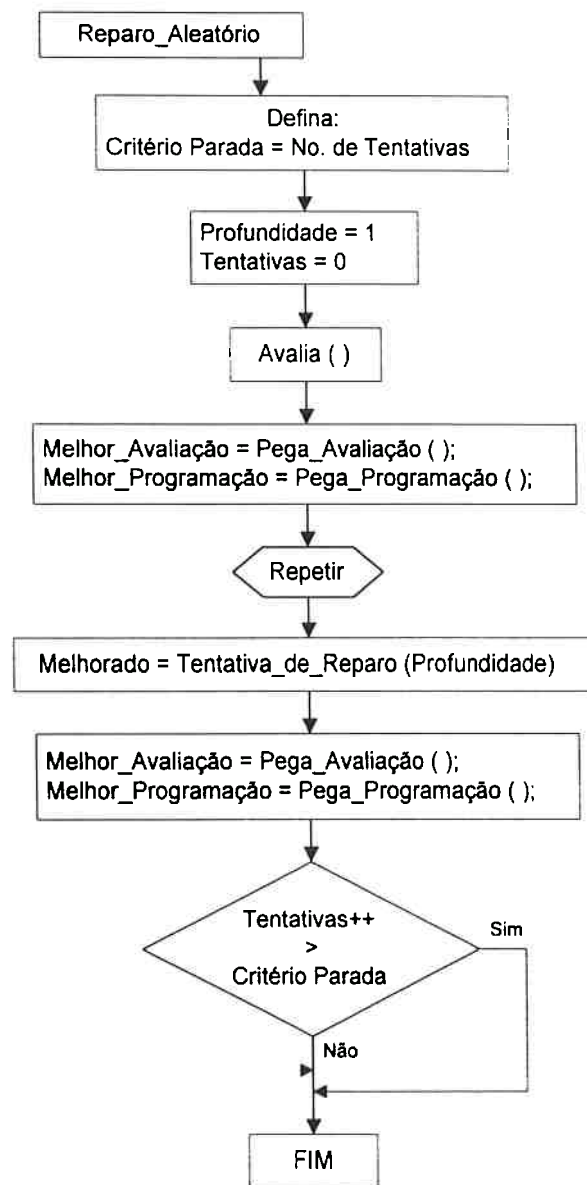 Reparo_Aleatório
Defina:
Critério Parada = No. de Tentativas
Profundidade = 1
Tentativas = 0
Avalia ( )
Melhor_Avaliação = Pega_Avaliação ( );
Melhor_Programação = Pega_Programação ( );
Repetir
Melhorado = Tentativa_de_Reparo (Profundidade)
Melhor_Avaliação = Pega_Avaliação ( );
Melhor_Programação = Pega_Programação ( );
Tentativas++
>
Critério Parada
Sim
Não
FIM